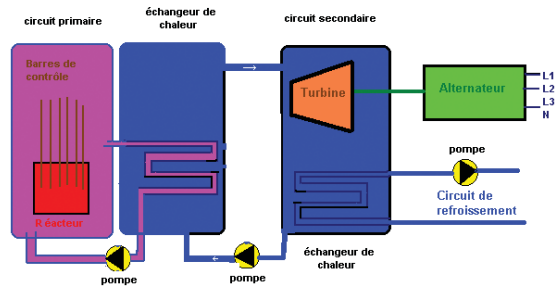 circuit primaire
échangeur de
chaleur
circuit secondaire
Barres de
contrôle
Réacteur
Turbine
Alternateur
L1
L2
L3
N
pompe
Circuit de
refroissement
échangeur de
chaleur
pompe
pompe